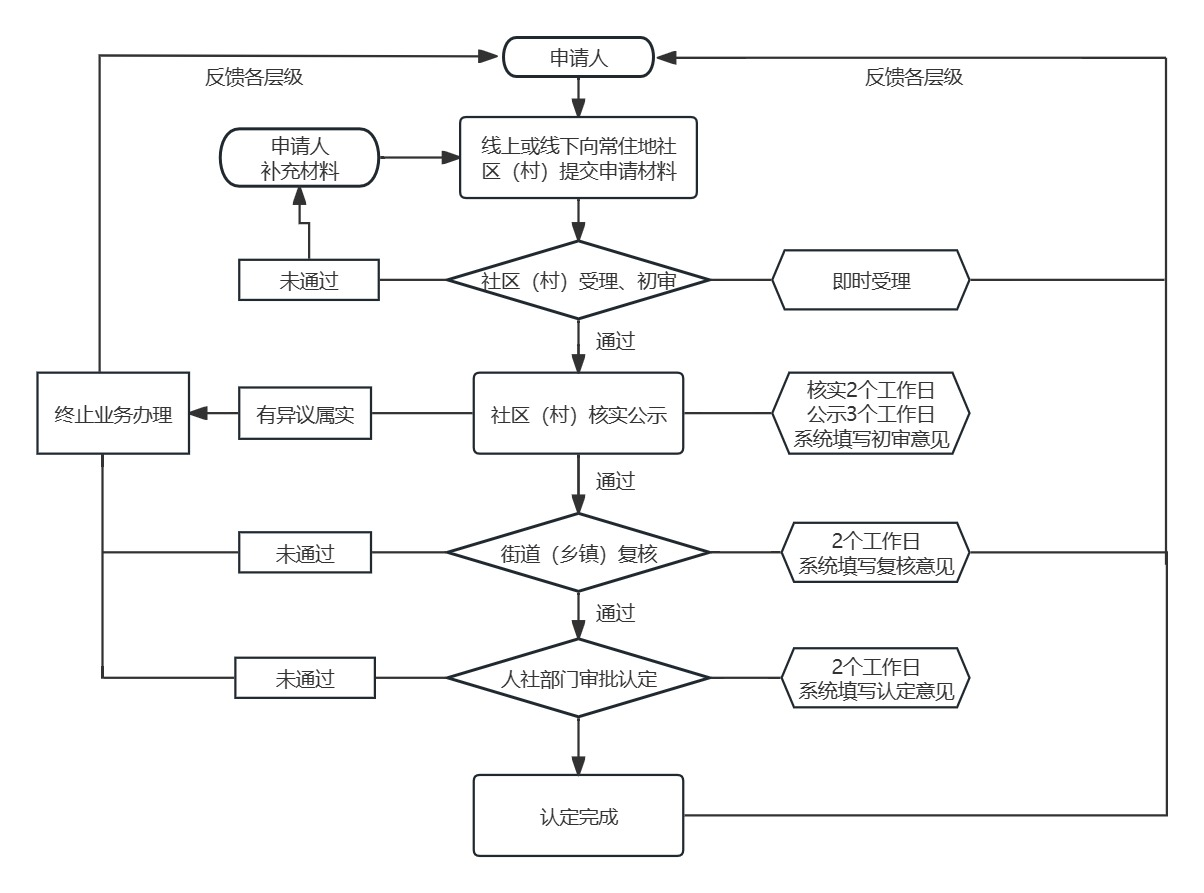 申请人
反馈各层级
反馈各层级
申请人
补充材料
线上或线下向常住地社
区（村）提交申请材料
未通过
社区（村）受理、初审
即时受理
通过
终止业务办理
有异议属实
社区（村）核实公示
核实2个工作日
公示3个工作日
系统填写初审意见
通过
未通过
街道（乡镇）复核
2个工作日
系统填写复核意见
通过
未通过
人社部门审批认定
2个工作日
系统填写认定意见
认定完成